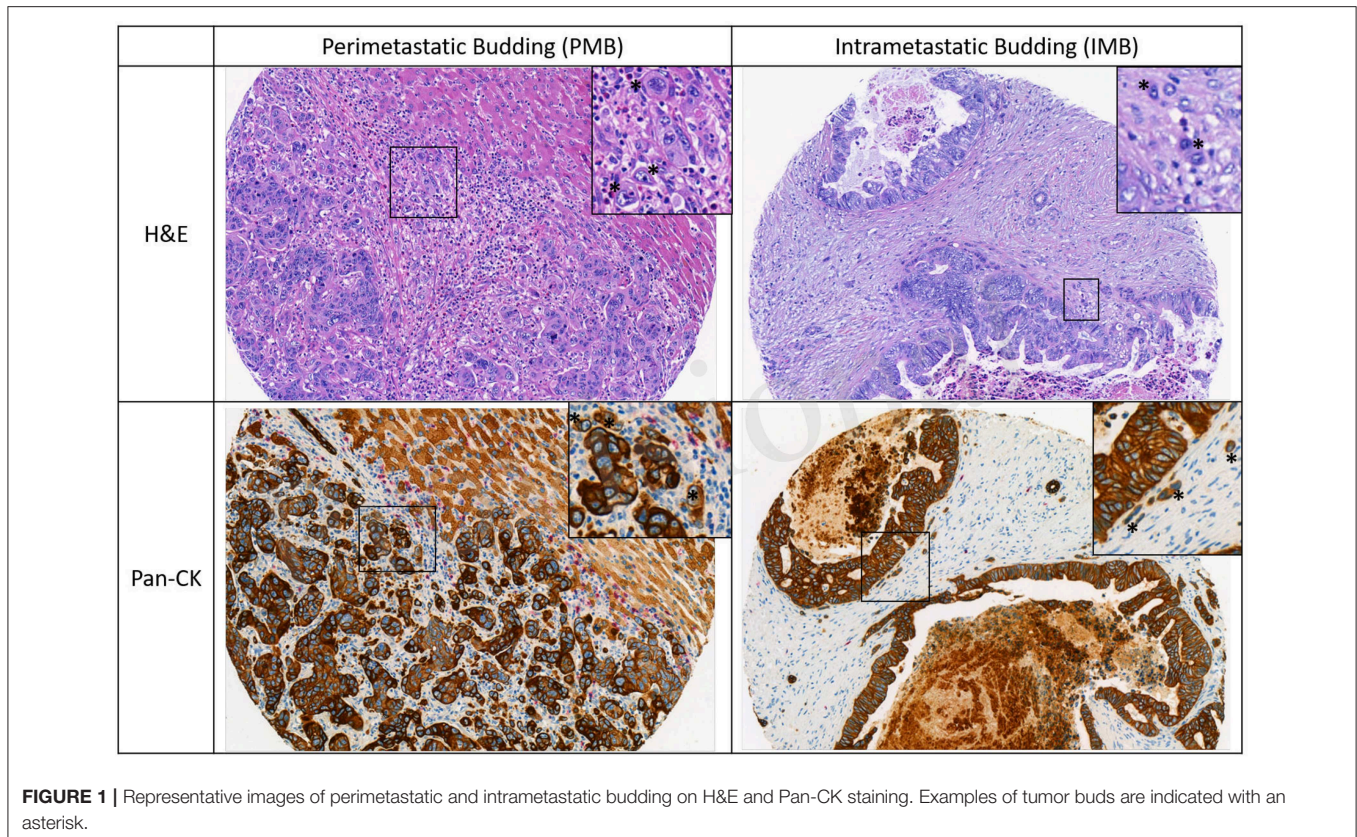 Perimetastatic Budding (PMB) Intrametastatic Budding (IMB)
H&E
* * *
* *
Pan-CK
* * *
* * *
FIGURE 1 | Representative images of perimetastatic and intrametastatic budding on H&E and Pan-CK staining. Examples of tumor buds are indicated with an
asterisk.